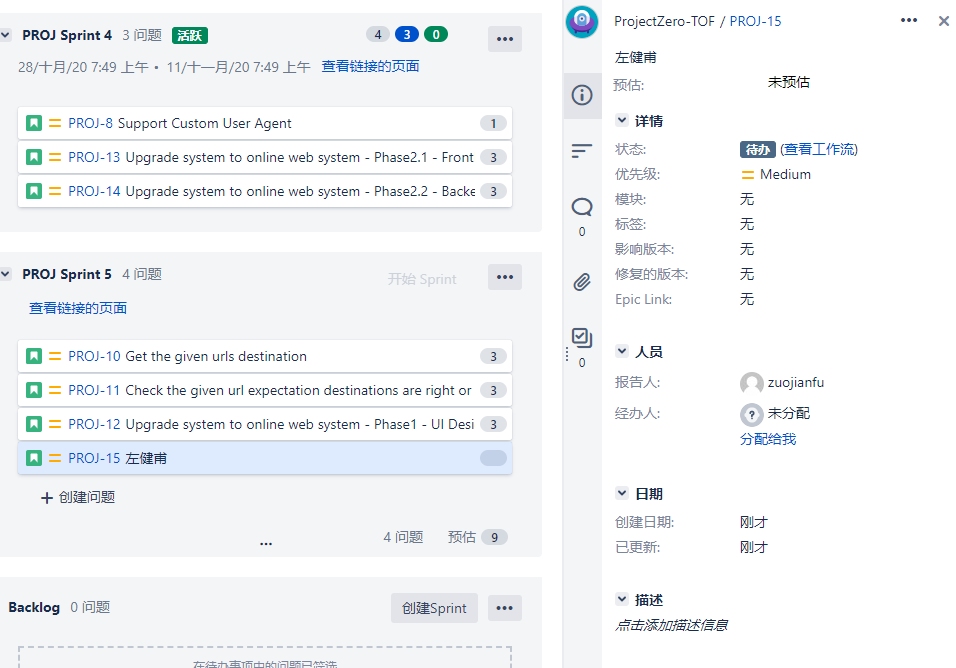 PROJ Sprint 4 3 问题 活跃 4 3 0 •••
28/十月/20 7:49 上午 • 11/十一月/20 7:49 上午 查看链接的页面
PROJ-8 Support Custom User Agent 1
PROJ-13 Upgrade system to online web system - Phase2.1 - Front 3
PROJ-14 Upgrade system to online web system - Phase2.2 - Backe 3
PROJ Sprint 5 4 问题 开始 Sprint •••
查看链接的页面
PROJ-10 Get the given urls destination 3
PROJ-11 Check the given url expectation destinations are right or 3
PROJ-12 Upgrade system to online web system - Phase1 - UI Desi 3
PROJ-15 左健甫
+ 创建问题
... 4 问题 预估 9
Backlog 0 问题 创建Sprint •••
在待办事项中的问题已筛选
ProjectZero-TOF / PROJ-15 ••• ×
左健甫
预估: 未预估
详情
状态: 待办 (查看工作流)
优先级: Medium
模块: 无
标签: 无
影响版本: 无
修复的版本: 无
Epic Link: 无
0
0
人员
报告人: zuojianfu
经办人: ? 未分配
分配给我
日期
创建日期: 刚才
已更新: 刚才
描述
点击添加描述信息